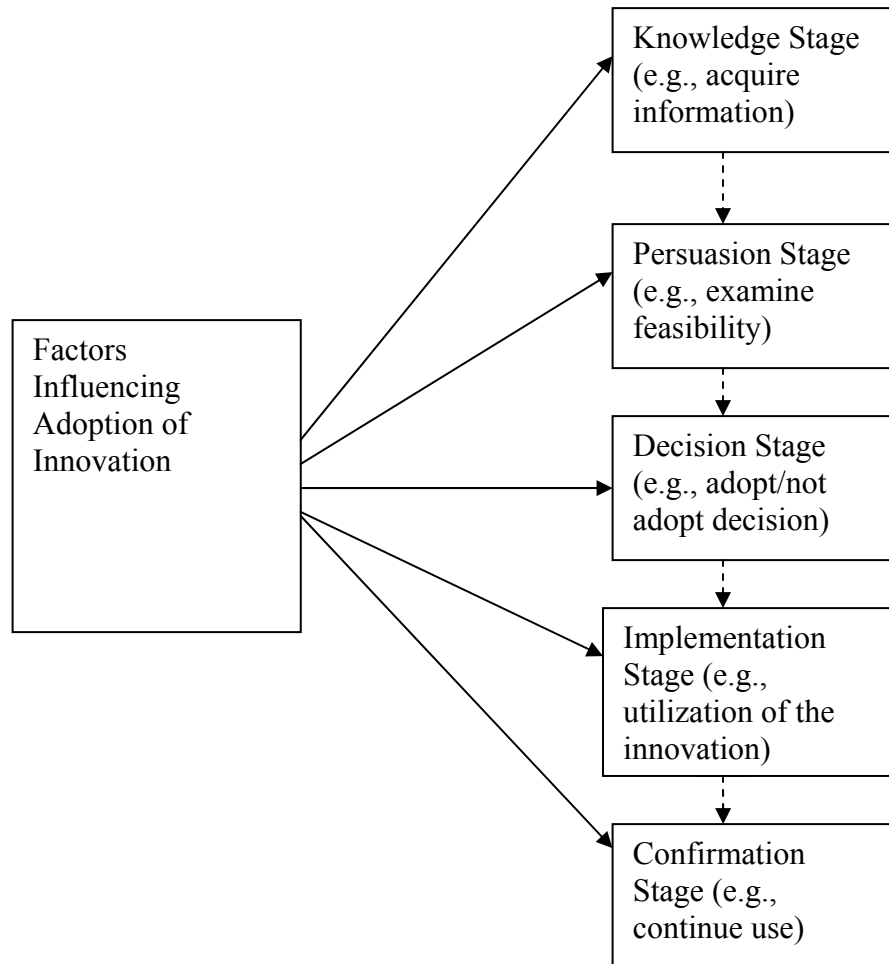 Knowledge Stage
(e.g., acquire
information)
Persuasion Stage
(e.g., examine
feasibility)
Factors
Influencing
Adoption of
Innovation
Decision Stage
(e.g., adopt/not
adopt decision)
Implementation
Stage (e.g.,
utilization of the
innovation)
Confirmation
Stage (e.g.,
continue use)